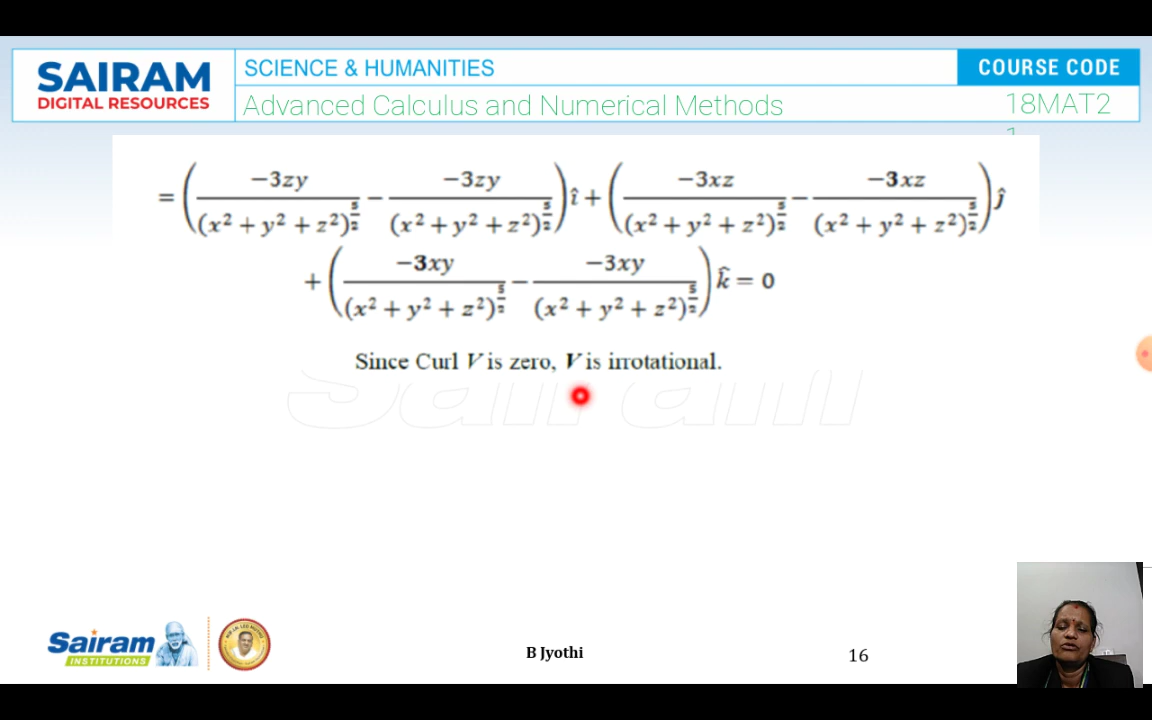 SAIRAM
DIGITAL RESOURCES
SCIENCE & HUMANITIES
COURSE CODE
Advanced Calculus and Numerical Methods
18MAT2
1
= ( -3zy / (x² + y² + z²)^(5/2) − -3zy / (x² + y² + z²)^(5/2) ) î + ( -3xz / (x² + y² + z²)^(5/2) − -3xz / (x² + y² + z²)^(5/2) ) ĵ
+ ( -3xy / (x² + y² + z²)^(5/2) − -3xy / (x² + y² + z²)^(5/2) ) k̂ = 0
Since Curl V is zero, V is irrotational.
Sairam
Sairam
INSTITUTIONS
B Jyothi
16